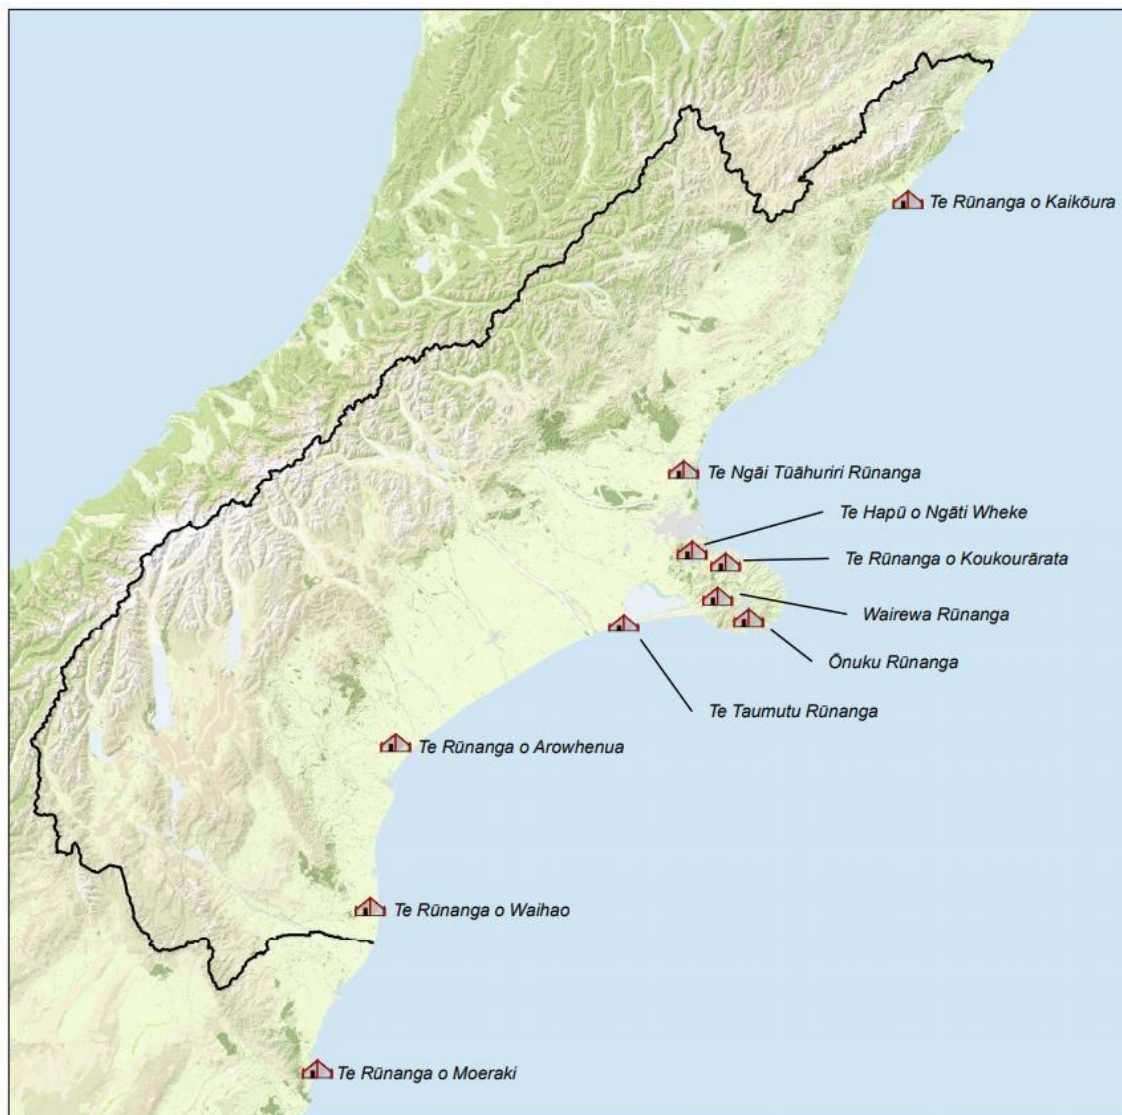 Te Rūnanga o Kaikōura
Te Ngāi Tūāhuriri Rūnanga
Te Hapū o Ngāti Wheke
Te Rūnanga o Koukourārata
Wairewa Rūnanga
Ōnuku Rūnanga
Te Taumutu Rūnanga
Te Rūnanga o Arowhenua
Te Rūnanga o Waihao
Te Rūnanga o Moeraki